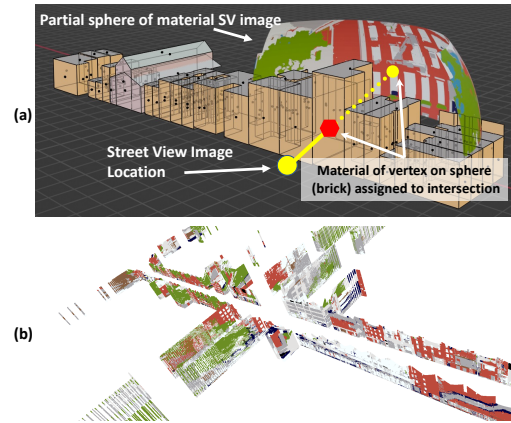 Partial sphere of material SV image
(a)
Street View Image
Location
Material of vertex on sphere
(brick) assigned to intersection
(b)